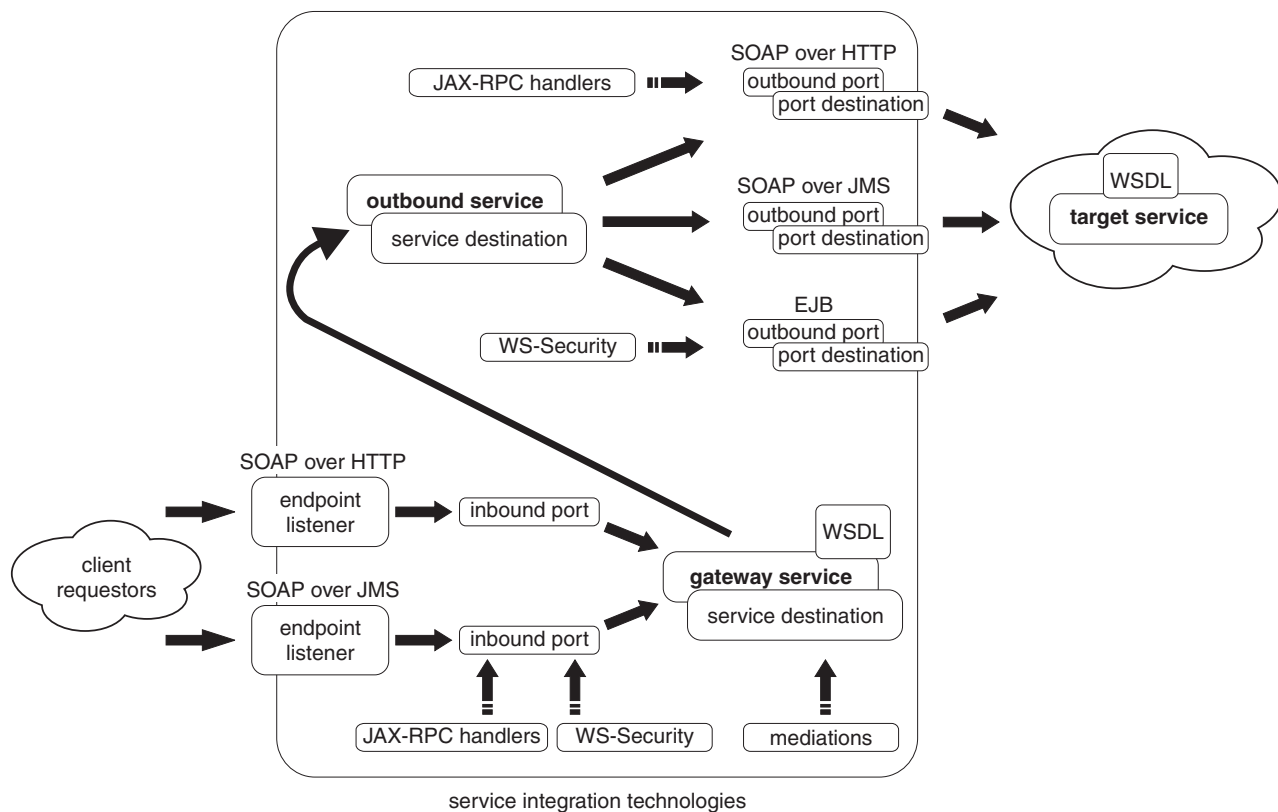 SOAP over HTTP
JAX-RPC handlers
outbound port
port destination
WSDL
target service
outbound service
service destination
SOAP over JMS
outbound port
port destination
EJB
outbound port
port destination
WS-Security
SOAP over HTTP
endpoint
listener
inbound port
WSDL
client
requestors
gateway service
service destination
SOAP over JMS
endpoint
listener
inbound port
JAX-RPC handlers
WS-Security
mediations
service integration technologies